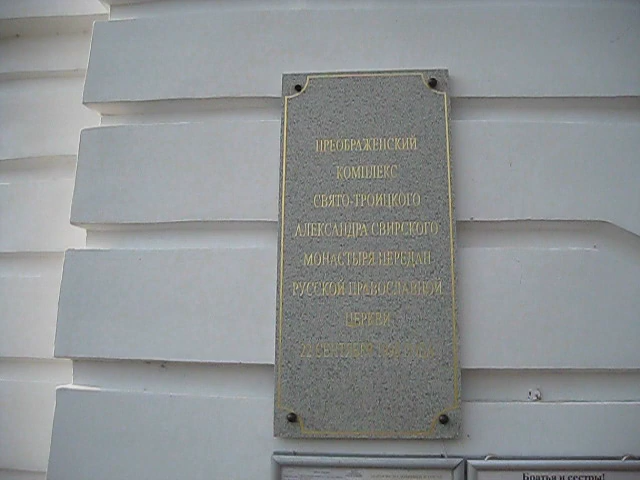 ПРЕОБРАЖЕНСКИЙ
КОМПЛЕКС
СВЯТО-ТРОИЦКОГО
АЛЕКСАНДРА СВИРСКОГО
МОНАСТЫРЯ ПЕРЕДАН
РУССКОЙ ПРАВОСЛАВНОЙ
ЦЕРКВИ
22 СЕНТЯБРЯ
Братья и сестры!